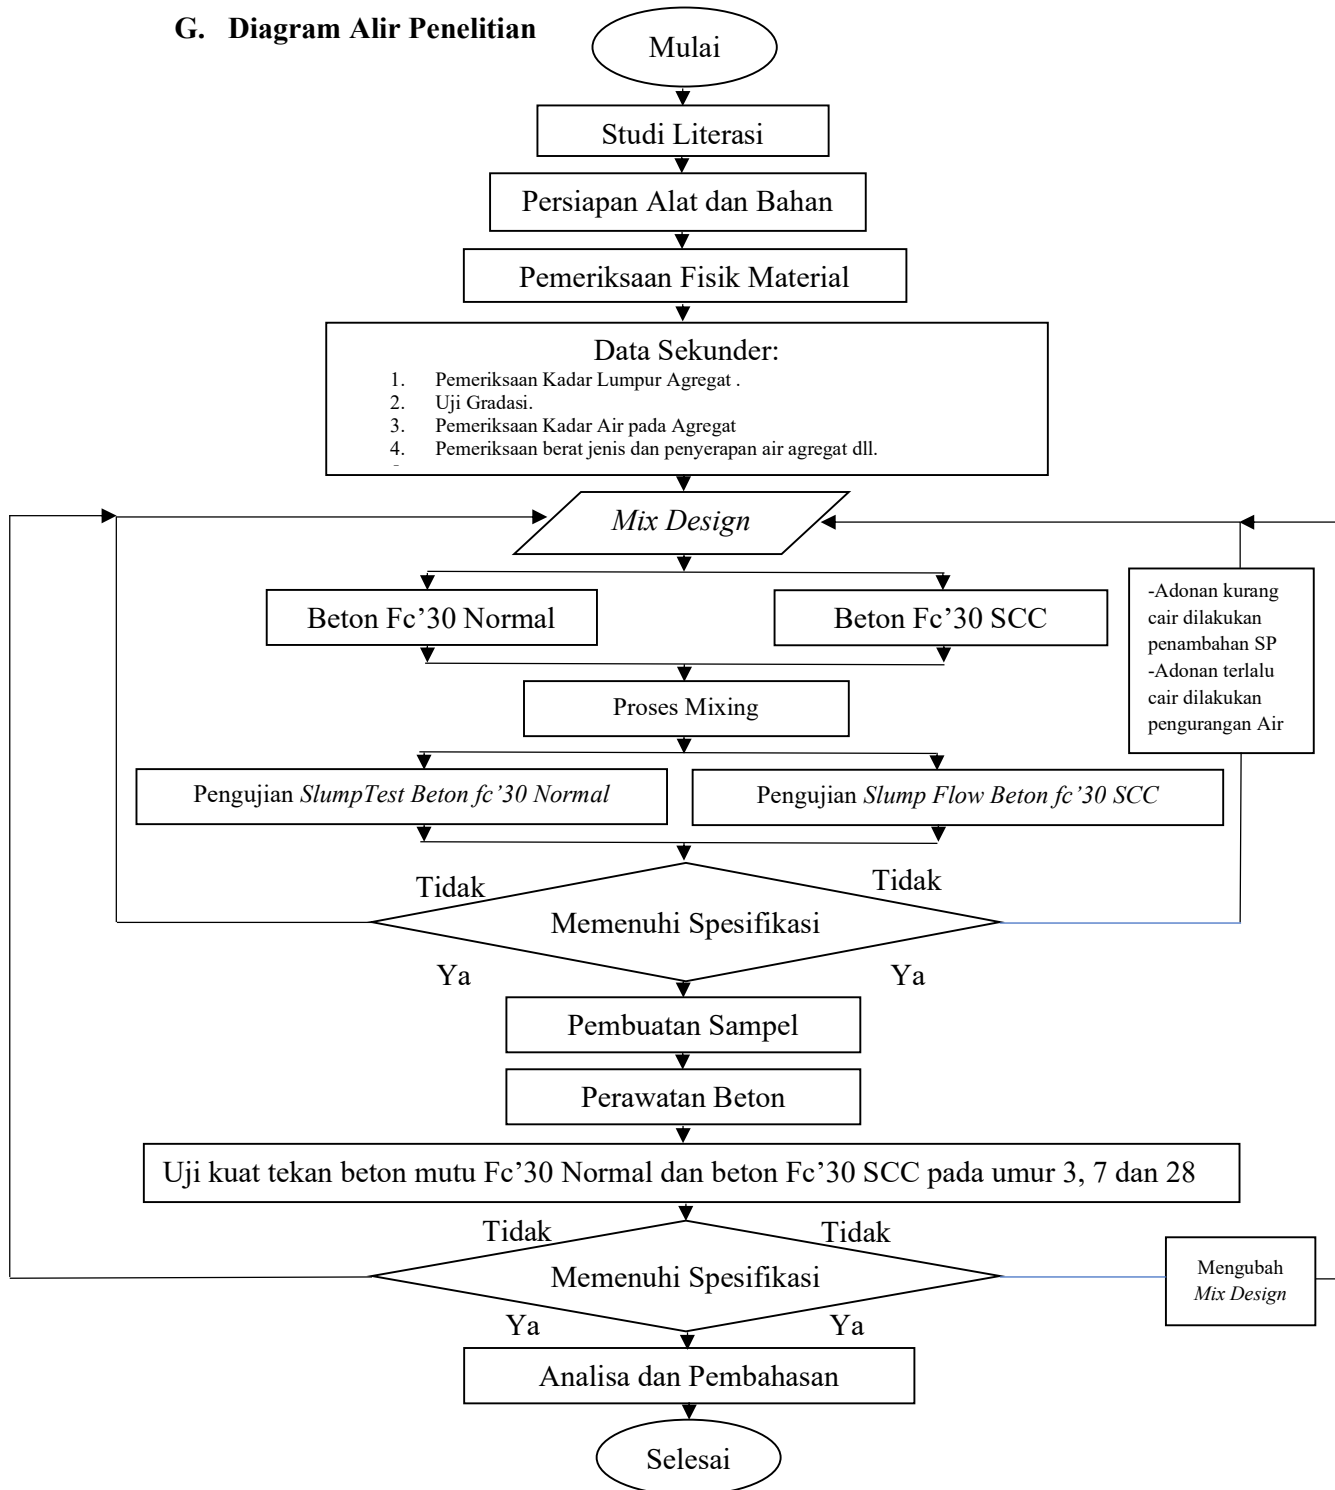 G. Diagram Alir Penelitian
Mulai
Studi Literasi
Persiapan Alat dan Bahan
Pemeriksaan Fisik Material
Data Sekunder:
1. Pemeriksaan Kadar Lumpur Agregat .
2. Uji Gradasi.
3. Pemeriksaan Kadar Air pada Agregat
4. Pemeriksaan berat jenis dan penyerapan air agregat dll.
Mix Design
Beton Fc’30 Normal
Beton Fc’30 SCC
-Adonan kurang
cair dilakukan
penambahan SP
-Adonan terlalu
cair dilakukan
pengurangan Air
Proses Mixing
Pengujian SlumpTest Beton fc’30 Normal
Pengujian Slump Flow Beton fc’30 SCC
Tidak
Tidak
Memenuhi Spesifikasi
Ya
Ya
Pembuatan Sampel
Perawatan Beton
Uji kuat tekan beton mutu Fc’30 Normal dan beton Fc’30 SCC pada umur 3, 7 dan 28
Tidak
Tidak
Memenuhi Spesifikasi
Mengubah
Mix Design
Ya
Ya
Analisa dan Pembahasan
Selesai